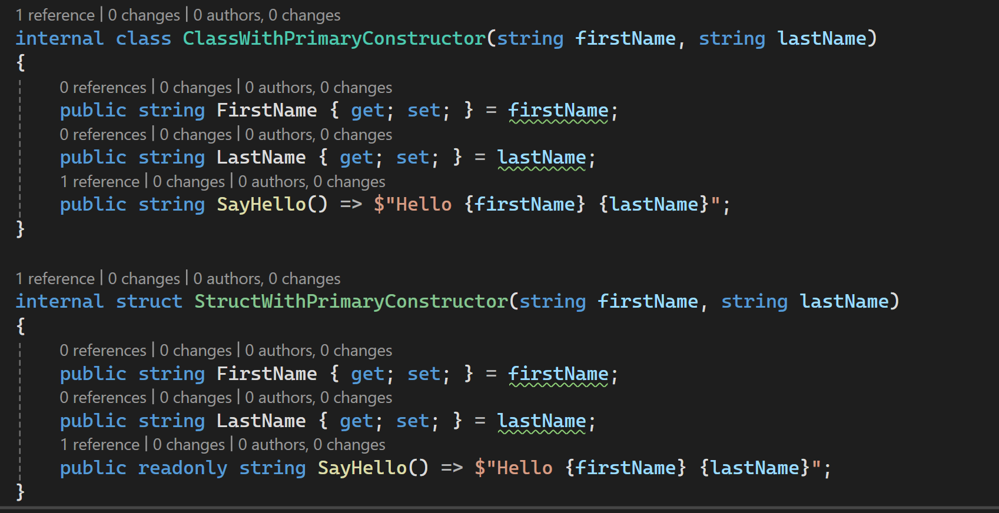 1 reference | 0 changes | 0 authors, 0 changes
internal class ClassWithPrimaryConstructor(string firstName, string lastName)
{
0 references | 0 changes | 0 authors, 0 changes
public string FirstName { get; set; } = firstName;
0 references | 0 changes | 0 authors, 0 changes
public string LastName { get; set; } = lastName;
1 reference | 0 changes | 0 authors, 0 changes
public string SayHello() => $"Hello {firstName} {lastName}";
}
1 reference | 0 changes | 0 authors, 0 changes
internal struct StructWithPrimaryConstructor(string firstName, string lastName)
{
0 references | 0 changes | 0 authors, 0 changes
public string FirstName { get; set; } = firstName;
0 references | 0 changes | 0 authors, 0 changes
public string LastName { get; set; } = lastName;
1 reference | 0 changes | 0 authors, 0 changes
public readonly string SayHello() => $"Hello {firstName} {lastName}";
}